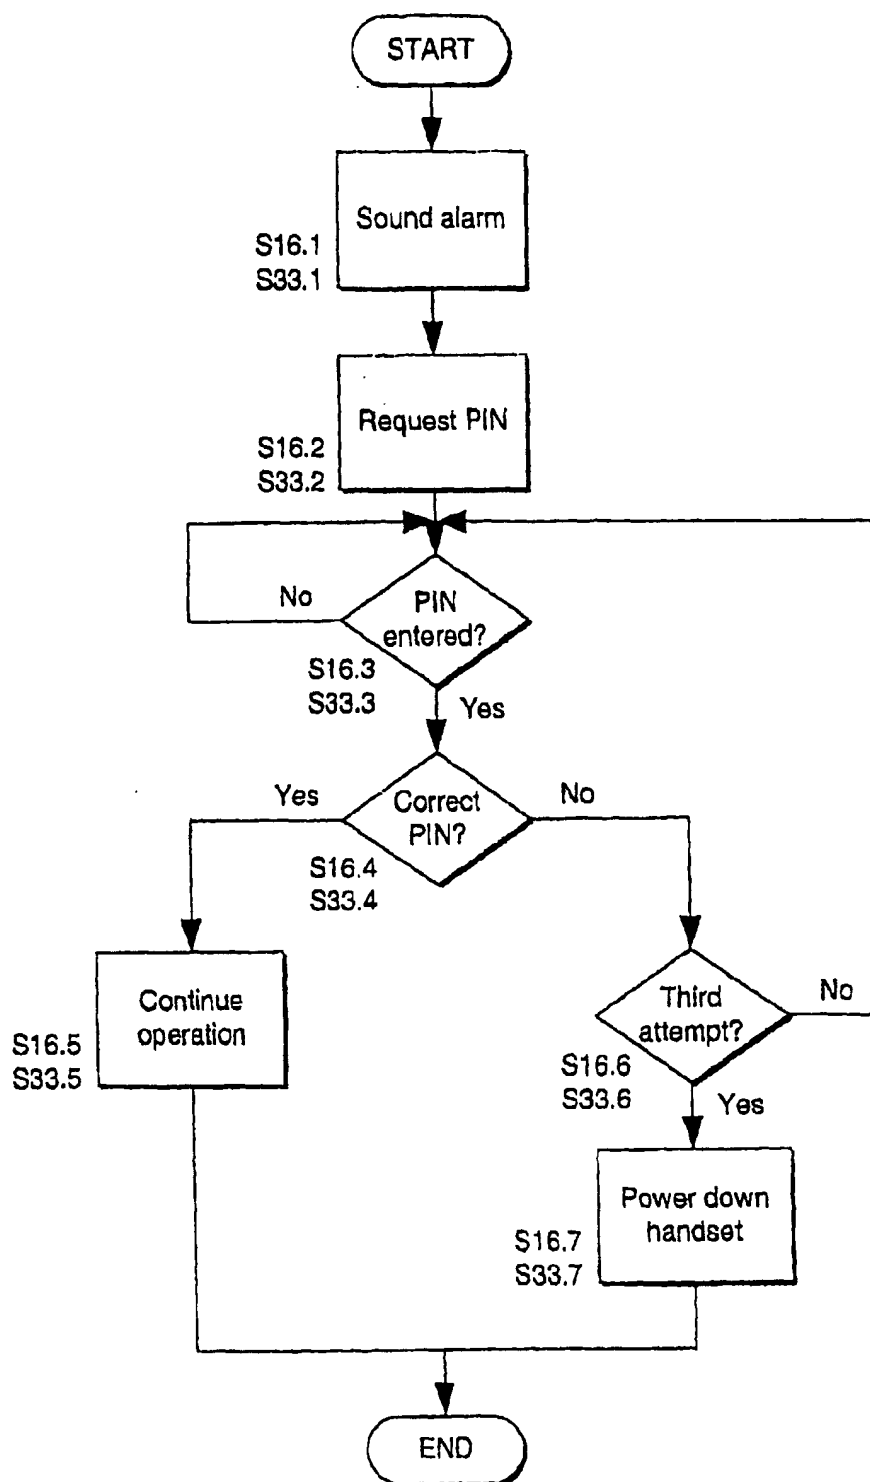 START
Sound alarm
S16.1
S33.1
Request PIN
S16.2
S33.2
No
PIN
entered?
S16.3
S33.3
Yes
Yes
Correct
PIN?
No
S16.4
S33.4
Continue
operation
S16.5
S33.5
Third
attempt?
No
S16.6
S33.6
Yes
Power down
handset
S16.7
S33.7
END